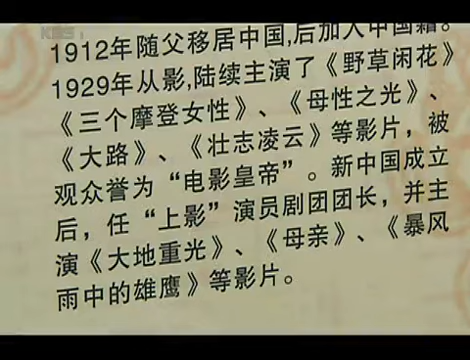 KBS
1912年随父移居中国,后加入中国籍。
1929年从影,陆续主演了《野草闲花》
《三个摩登女性》、《母性之光》、
《大路》、《壮志凌云》等影片，被
观众誉为“电影皇帝”。新中国成立
后，任“上影”演员剧团团长，并主
演《大地重光》、《母亲》、《暴风
雨中的雄鹰》等影片。